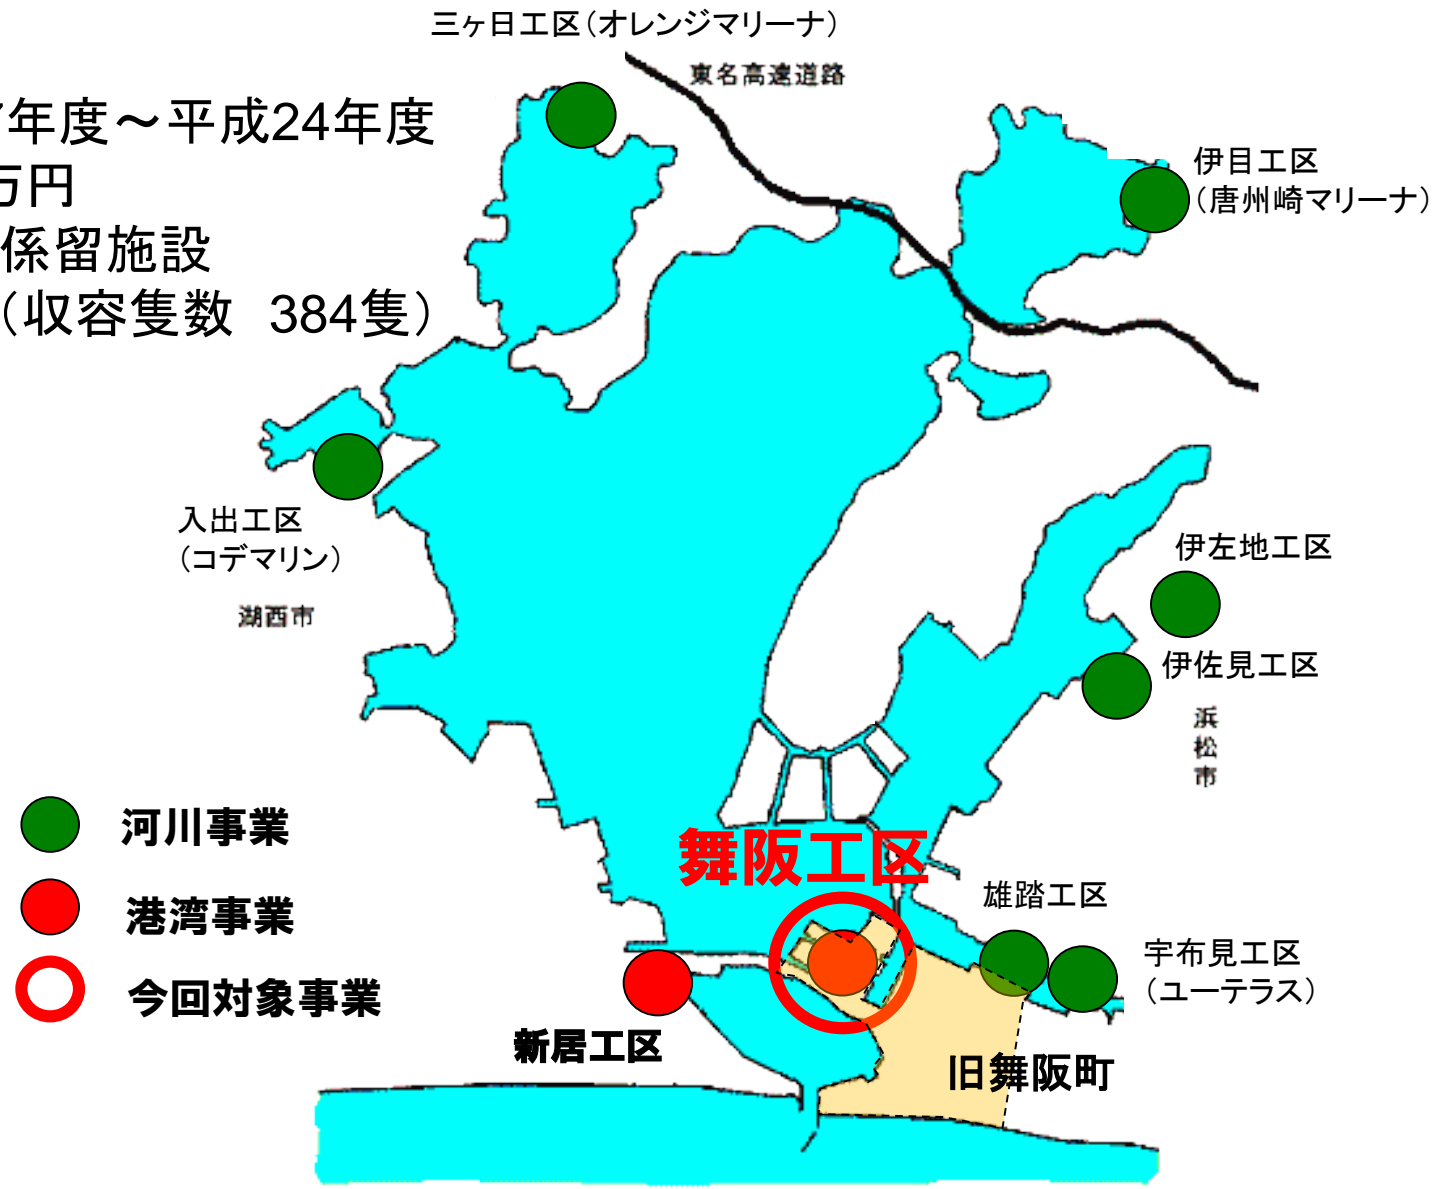 三ヶ日工区（オレンジマリーナ）
東名高速道路
年度～平成24年度
万円
係留施設
（収容隻数　384隻）
伊目工区
（唐州崎マリーナ）
入出工区
（コデマリン）
湖西市
伊左地工区
伊佐見工区
浜松市
河川事業
港湾事業
今回対象事業
舞阪工区
雄踏工区
宇布見工区
（ユーテラス）
新居工区
旧舞阪町